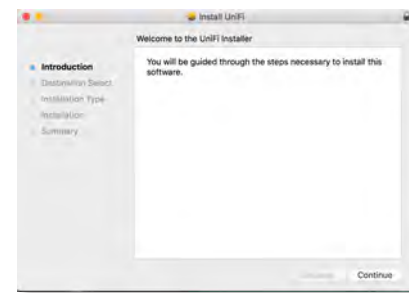 Install UniFi
Welcome to the UniFi Installer
Introduction
Destination Select
Installation Type
Installation
Summary
You will be guided through the steps necessary to install this
software.
Continue